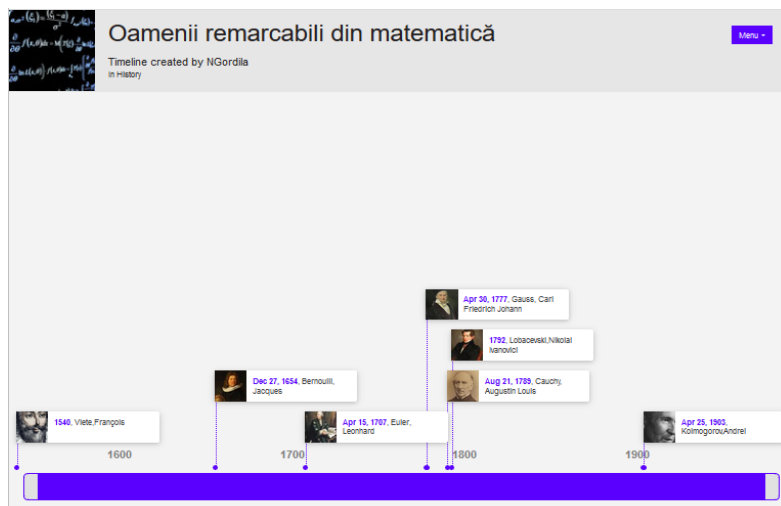 Oamenii remarcabili din matematică
Menu
Timeline created by NGordila
In History
Apr 30, 1777, Gauss, Carl
Friedrich Johann
1792, Lobacevski,Nikolai
Ivanovici
Dec 27, 1654, Bernoulli,
Jacques
Aug 21, 1789, Cauchy,
Augustin Louis
1540, Viete,François
Apr 15, 1707, Euler,
Leonhard
Apr 25, 1903,
Kolmogorov,Andrei
1600
1700
1800
1900